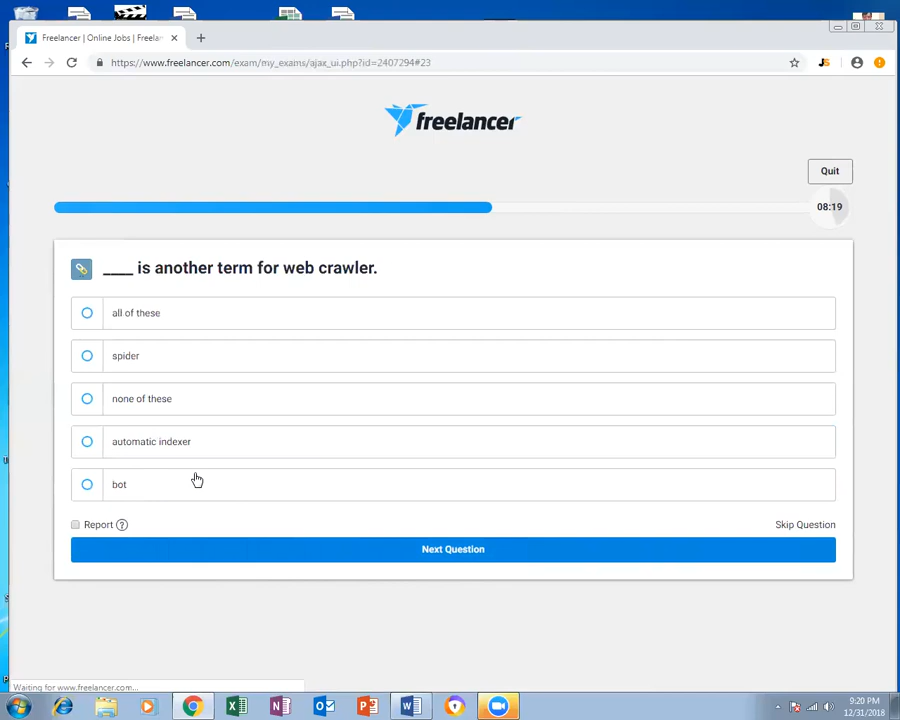 Freelancer | Online Jobs | Freelan
https://www.freelancer.com/exam/my_exams/ajax_ui.php?id=2407294#23
JS
freelancer
Quit
08:19
____ is another term for web crawler.
all of these
spider
none of these
automatic indexer
bot
Report ?
Skip Question
Next Question
Waiting for www.freelancer.com...
9:20 PM
12/31/2018